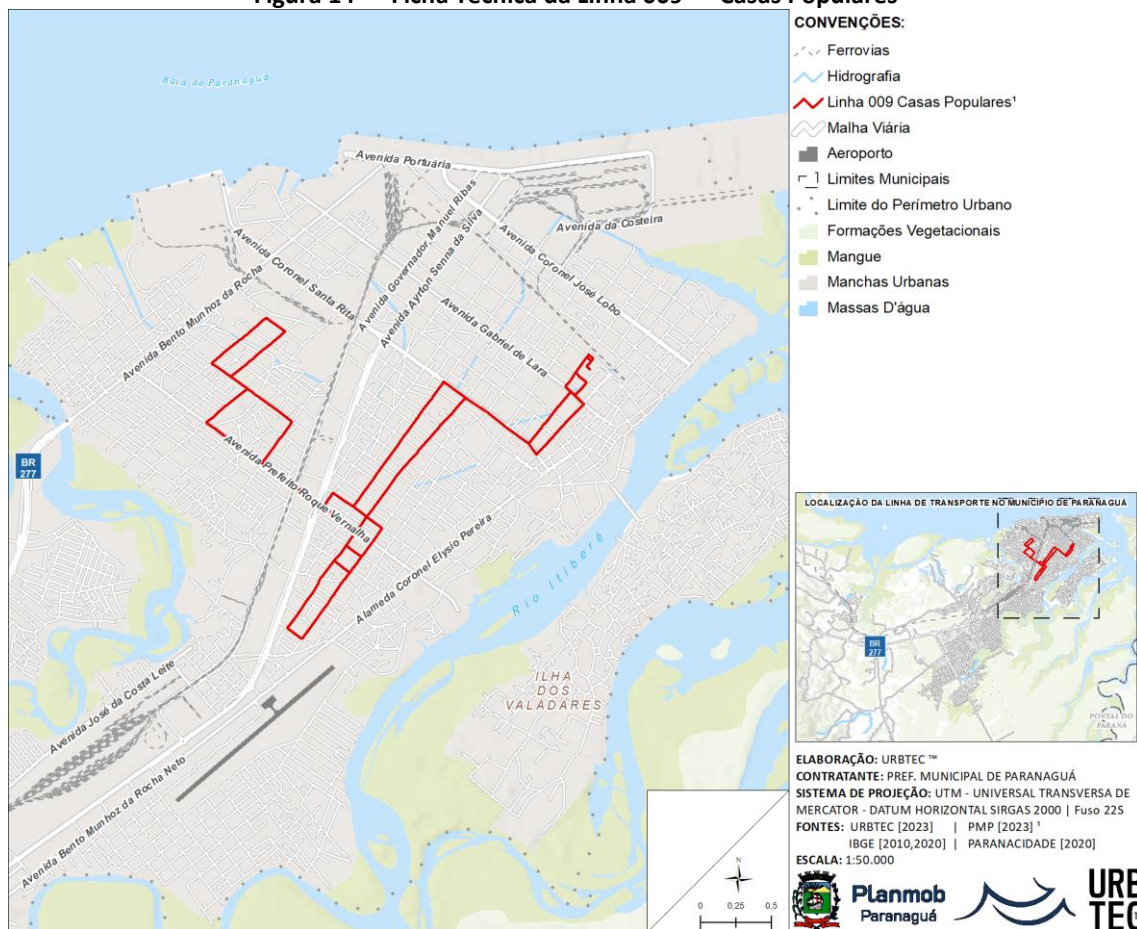 Figura 14 — Ficha Técnica da Linha 009 — Casas Populares
CONVENÇÕES:
Ferrovias
Hidrografia
Linha 009 Casas Populares¹
Malha Viária
Aeroporto
Limites Municipais
Limite do Perímetro Urbano
Formações Vegetacionais
Mangue
Manchas Urbanas
Massas D'água
Baía de Paranaguá
Avenida Portuária
Avenida da Costeira
Avenida Governador Manuel Ribas
Avenida Ayrton Senna da Silva
Avenida Coronel José Lobo
Avenida Coronel Santa Rita
Avenida Bento Munhoz da Rocha
Avenida Gabriel de Lara
Avenida Prefeito Roque Vernalha
BR
277
Alameda Coronel Elysio Pereira
Rio Itiberê
ILHA
DOS
VALADARES
Avenida José da Costa Leite
Avenida Bento Munhoz da Rocha Neto
N
0 0,25 0,5
LOCALIZAÇÃO DA LINHA DE TRANSPORTE NO MUNICÍPIO DE PARANAGUÁ
BR
277
PONTAL DO
PARANÁ
ELABORAÇÃO: URBTEC ™
CONTRATANTE: PREF. MUNICIPAL DE PARANAGUÁ
SISTEMA DE PROJEÇÃO: UTM - UNIVERSAL TRANSVERSA DE
MERCATOR - DATUM HORIZONTAL SIRGAS 2000 | Fuso 22S
FONTES: URBTEC [2023] | PMP [2023] ¹
IBGE [2010,2020] | PARANACIDADE [2020]
ESCALA: 1:50.000
Planmob
Paranaguá
URB
TEC